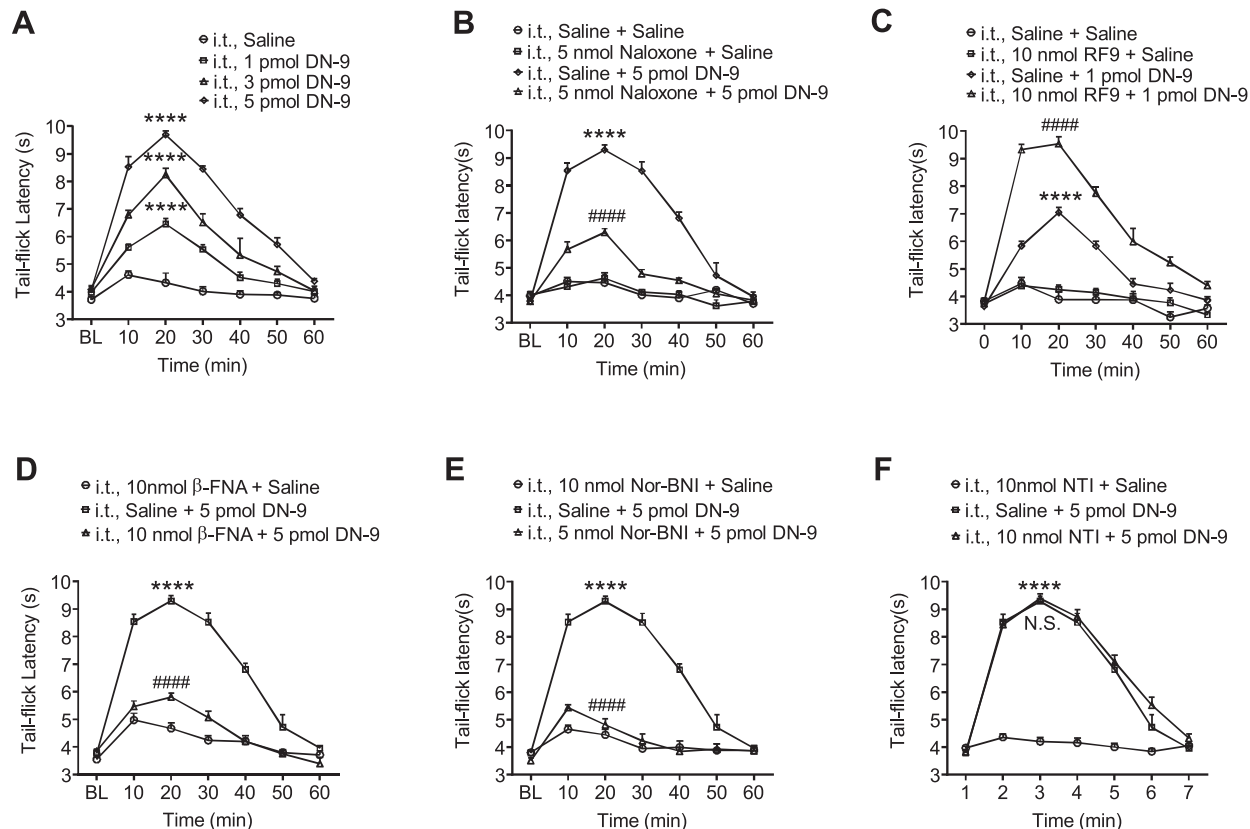 A
i.t., Saline
i.t., 1 pmol DN-9
i.t., 3 pmol DN-9
i.t., 5 pmol DN-9
Tail-flick Latency (s)
10
9
8
7
6
5
4
3
****
****
****
BL 10 20 30 40 50 60
Time (min)
B
i.t., Saline + Saline
i.t., 5 nmol Naloxone + Saline
i.t., Saline + 5 pmol DN-9
i.t., 5 nmol Naloxone + 5 pmol DN-9
Tail-flick latency(s)
10
9
8
7
6
5
4
3
****
####
BL 10 20 30 40 50 60
Time (min)
C
i.t., Saline + Saline
i.t., 10 nmol RF9 + Saline
i.t., Saline + 1 pmol DN-9
i.t., 10 nmol RF9 + 1 pmol DN-9
Tail-flick latency(s)
10
9
8
7
6
5
4
3
####
****
0 10 20 30 40 50 60
Time (min)
D
i.t., 10nmol β-FNA + Saline
i.t., Saline + 5 pmol DN-9
i.t., 10 nmol β-FNA + 5 pmol DN-9
Tail-flick Latency(s)
10
9
8
7
6
5
4
3
****
####
BL 10 20 30 40 50 60
Time (min)
E
i.t., 10 nmol Nor-BNI + Saline
i.t., Saline + 5 pmol DN-9
i.t., 5 nmol Nor-BNI + 5 pmol DN-9
Tail-flick latency(s)
10
9
8
7
6
5
4
3
****
####
BL 10 20 30 40 50 60
Time (min)
F
i.t., 10nmol NTI + Saline
i.t., Saline + 5 pmol DN-9
i.t., 10 nmol NTI + 5 pmol DN-9
Tail-flick latency(s)
10
9
8
7
6
5
4
3
****
N.S.
1 2 3 4 5 6 7
Time (min)